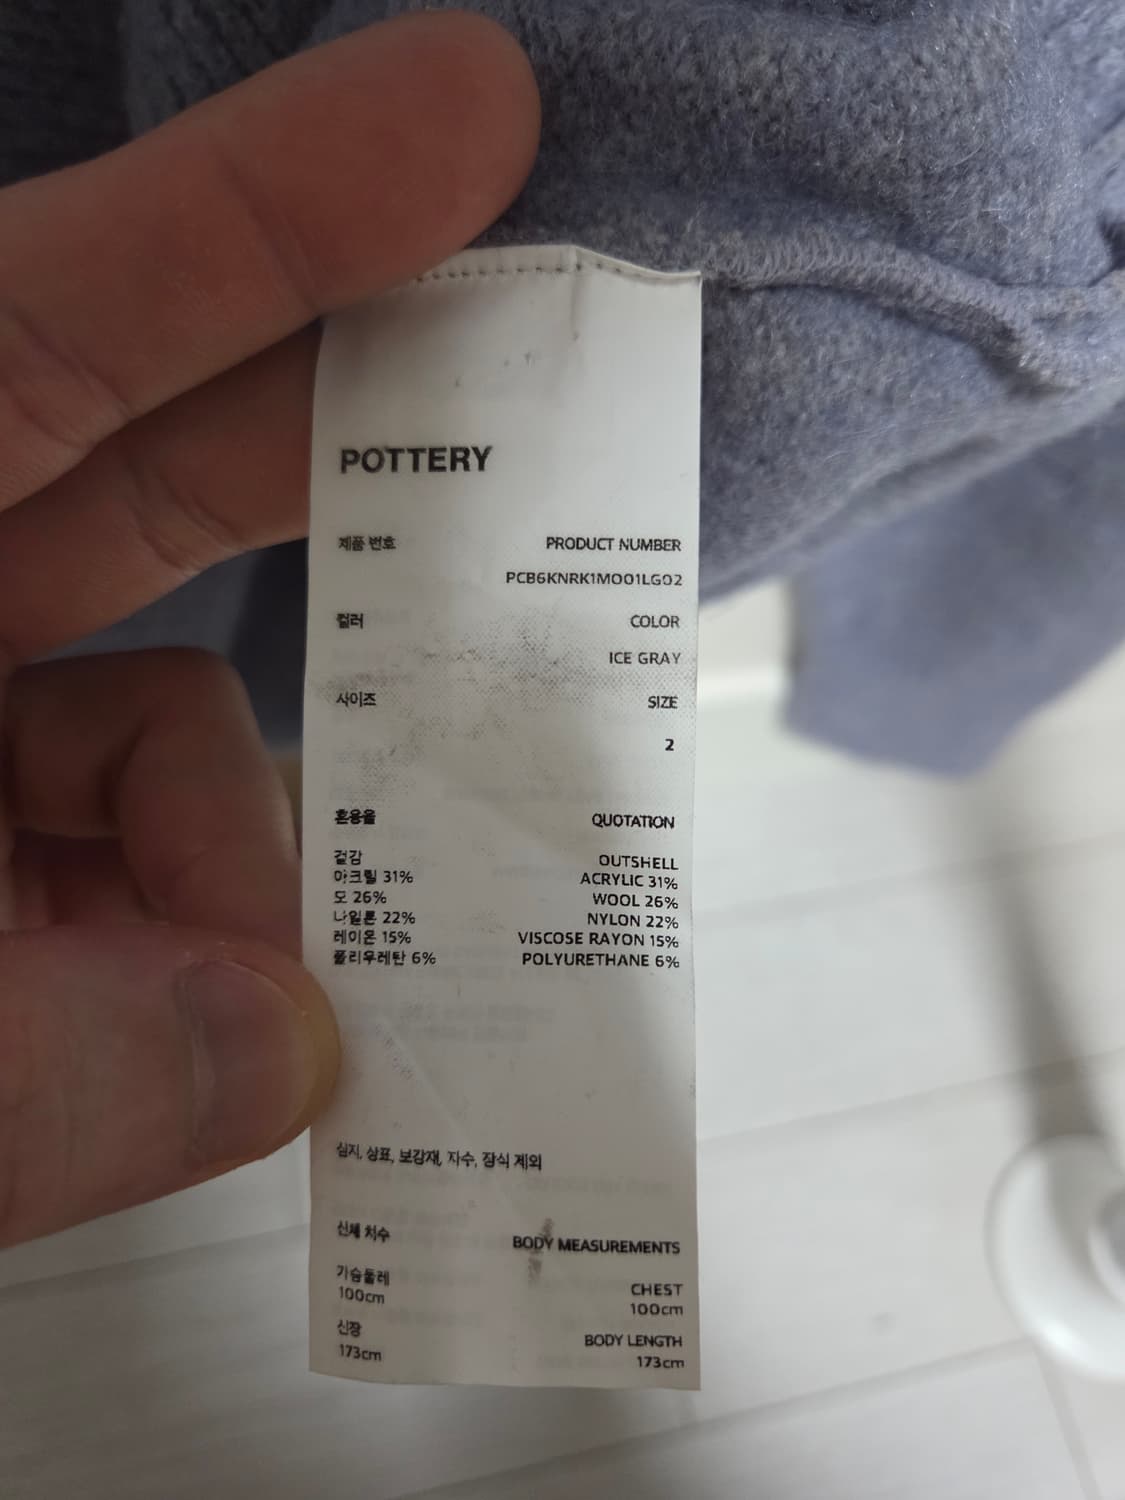 POTTERY
제품 번호 PRODUCT NUMBER
PCB6KNRK1MO01LG02
컬러 COLOR
ICE GRAY
사이즈 SIZE
2
혼용율 QUOTATION
겉감 OUTSHELL
아크릴 31% ACRYLIC 31%
모 26% WOOL 26%
나일론 22% NYLON 22%
레이온 15% VISCOSE RAYON 15%
폴리우레탄 6% POLYURETHANE 6%
심지, 상표, 보강재, 자수, 장식 제외
신체 치수 BODY MEASUREMENTS
가슴둘레 CHEST
100cm 100cm
신장 BODY LENGTH
173cm 173cm